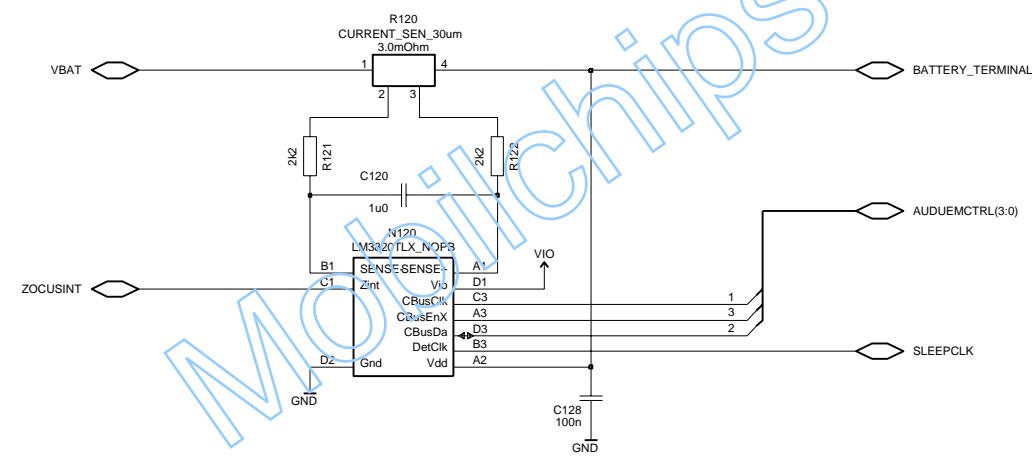 R120
CURRENT_SEN_30um
3.0mOhm
VBAT
1
4
BATTERY_TERMINAL
2
3
2k2
R121
2k2
R122
C120
1u0
AUDUEMCTRL(3:0)
N120
LM3820TLX_NOPB
VIO
B1
SENSE-
SENSE+
A1
ZOCUSINT
C1
Zint
Vio
D1
CBusClk
C3
1
CBusEnX
A3
3
CBusDa
D3
2
DetClk
B3
SLEEPCLK
D2
Gnd
Vdd
A2
GND
C128
100n
GND
Mobilchips